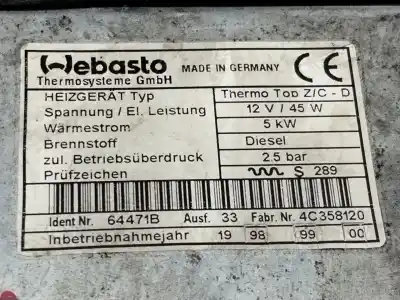 Webasto MADE IN GERMANY CE
Thermosysteme GmbH
HEIZGERÄT Typ Thermo Top Z/C - D
Spannung / El. Leistung 12 V / 45 W
Wärmestrom 5 kW
Brennstoff Diesel
zul. Betriebsüberdruck 2.5 bar
Prüfzeichen S 289
Ident Nr. 64471B Ausf. 33 Fabr. Nr. 4C358120
Inbetriebnahmejahr 19 98 99 00